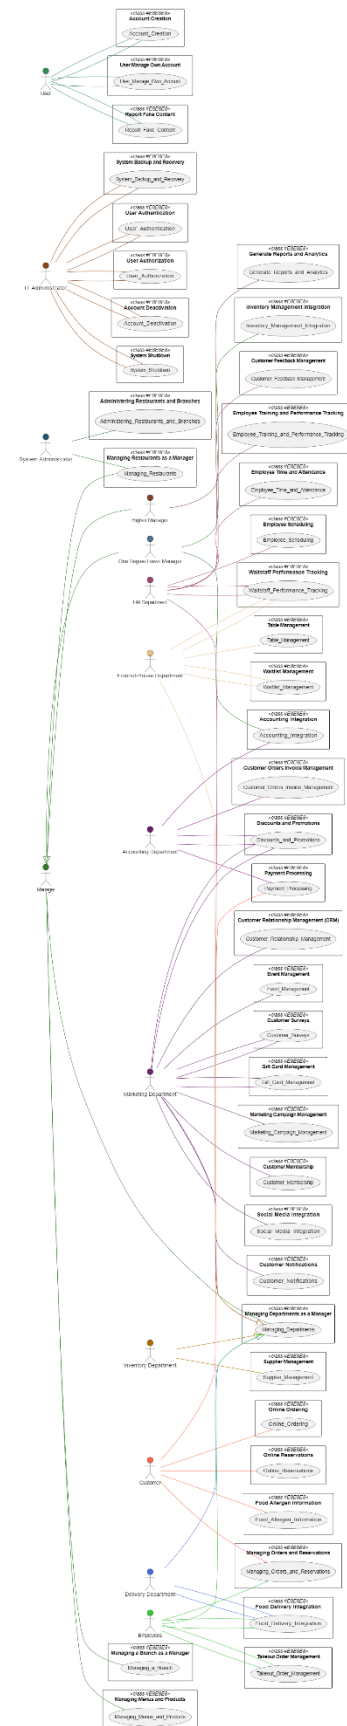 Account Creation
Account_Creation
User Manage Own Account
User_Manage_Own_Account
User
Report Fake Content
Report_Fake_Content
System Backup and Recovery
System_Backup_and_Recovery
User Authentication
User_Authentication
Generate Reports and Analytics
User Authorization
Generate_Reports_and_Analytics
User_Authorization
IT Administrator
Inventory Management Integration
Account Deactivation
Inventory_Management_Integration
Account_Deactivation
System Shutdown
Customer Feedback Management
System_Shutdown
Customer_Feedback_Management
Administering Restaurants and Branches
Employee Training and Performance Tracking
Administering_Restaurants_and_Branches
Employee_Training_and_Performance_Tracking
System Administrator
Managing Restaurants as a Manager
Managing_Restaurants
Employee Time and Attendance
Employee_Time_and_Attendance
Higher Manager
Employee Scheduling
Employee_Scheduling
One Degree Lower Manager
Waitstaff Performance Tracking
Waitstaff_Performance_Tracking
HR Department
Table Management
Table_Management
Front-of-House Department
Waitlist Management
Waitlist_Management
Accounting Integration
Accounting_Integration
Customer Orders Invoice Management
Customer_Orders_Invoice_Management
Discounts and Promotions
Discounts_and_Promotions
Accounting Department
Payment Processing
Payment_Processing
Manager
Customer Relationship Management (CRM)
Customer_Relationship_Management
Event Management
Event_Management
Customer Surveys
Customer_Surveys
Gift Card Management
Gift_Card_Management
Marketing Department
Marketing Campaign Management
Marketing_Campaign_Management
Customer Membership
Customer_Membership
Social Media Integration
Social_Media_Integration
Customer Notifications
Customer_Notifications
Managing Departments as a Manager
Managing_Departments
Inventory Department
Supplier Management
Supplier_Management
Online Ordering
Online_Ordering
Online Reservations
Online_Reservations
Customer
Food Allergen Information
Food_Allergen_Information
Managing Orders and Reservations
Managing_Orders_and_Reservations
Delivery Department
Food Delivery Integration
Food_Delivery_Integration
Employee
Takeout Order Management
Takeout_Order_Management
Managing a Branch as a Manager
Managing_a_Branch
Managing Menus and Products
Managing_Menus_and_Products